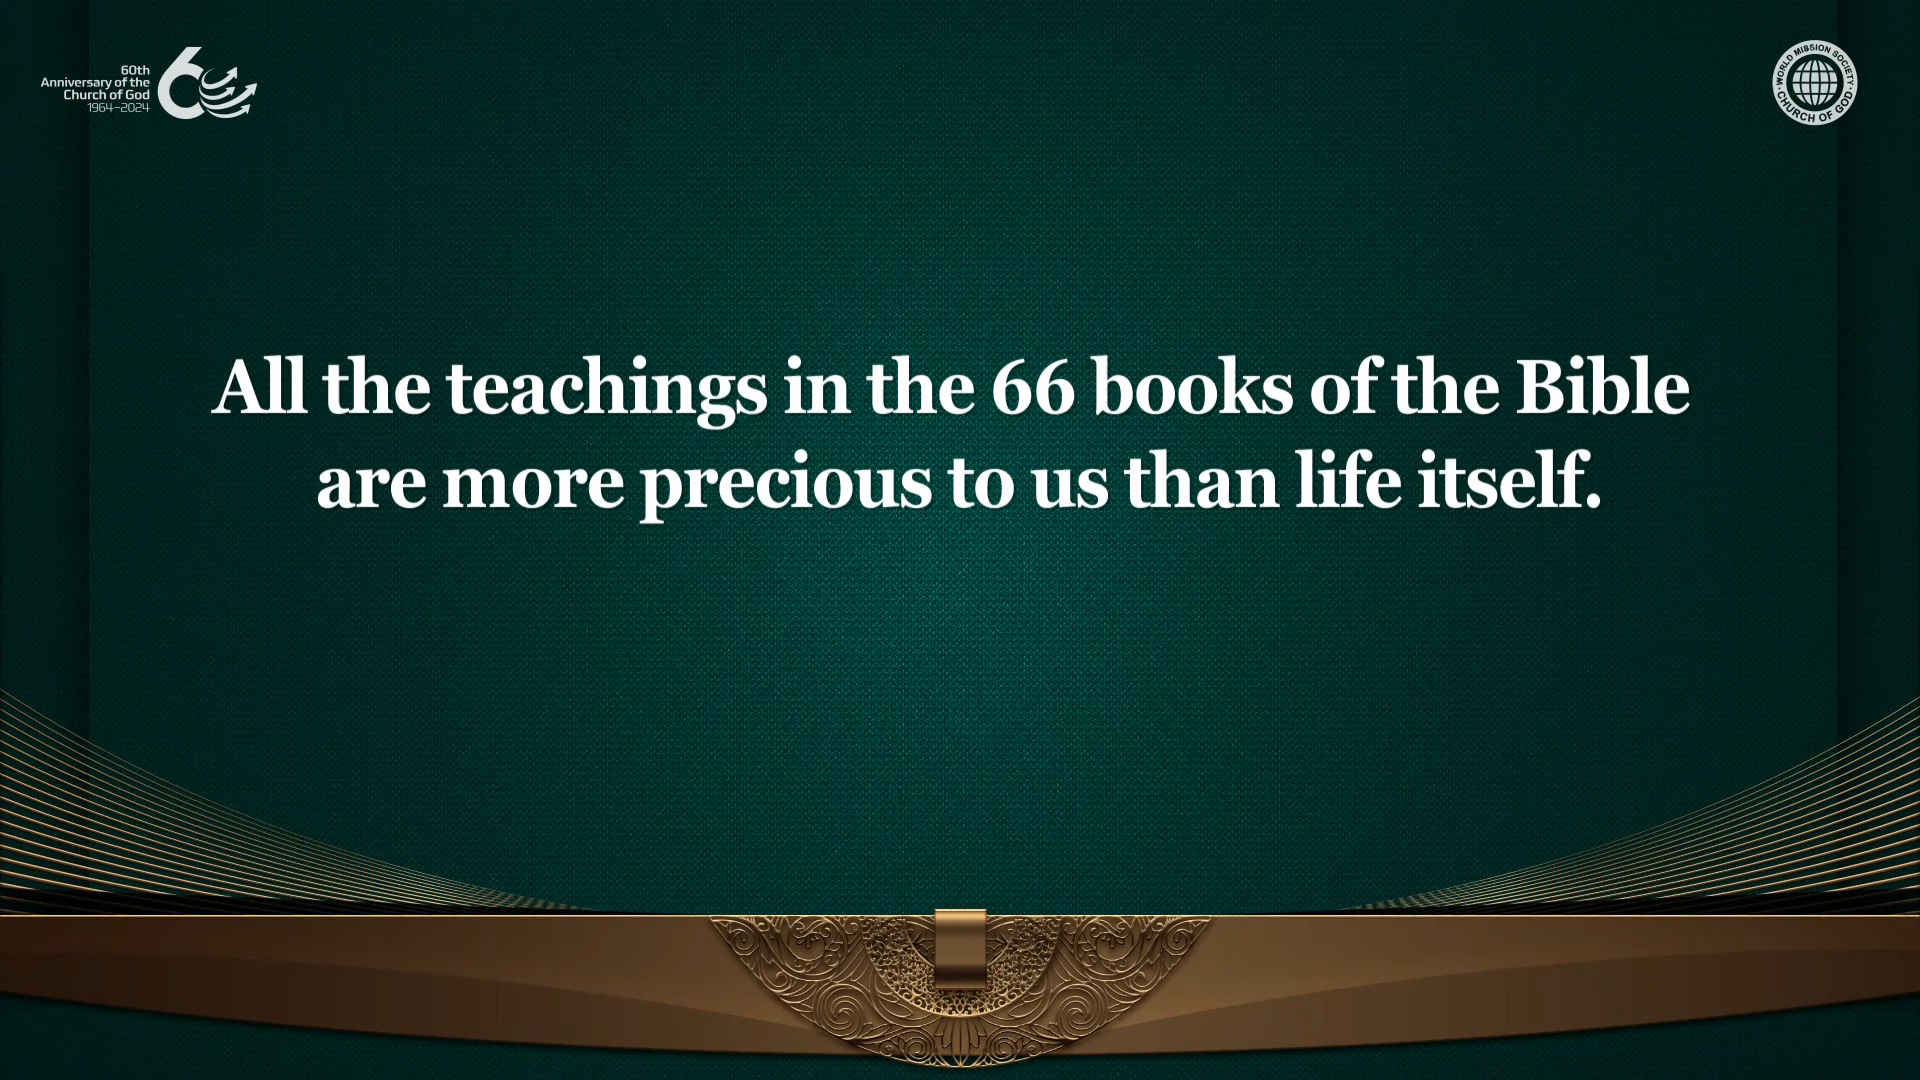 60th
Anniversary of the
Church of God
1964–2024
60
WORLD MISSION SOCIETY
CHURCH OF GOD
All the teachings in the 66 books of the Bible
are more precious to us than life itself.